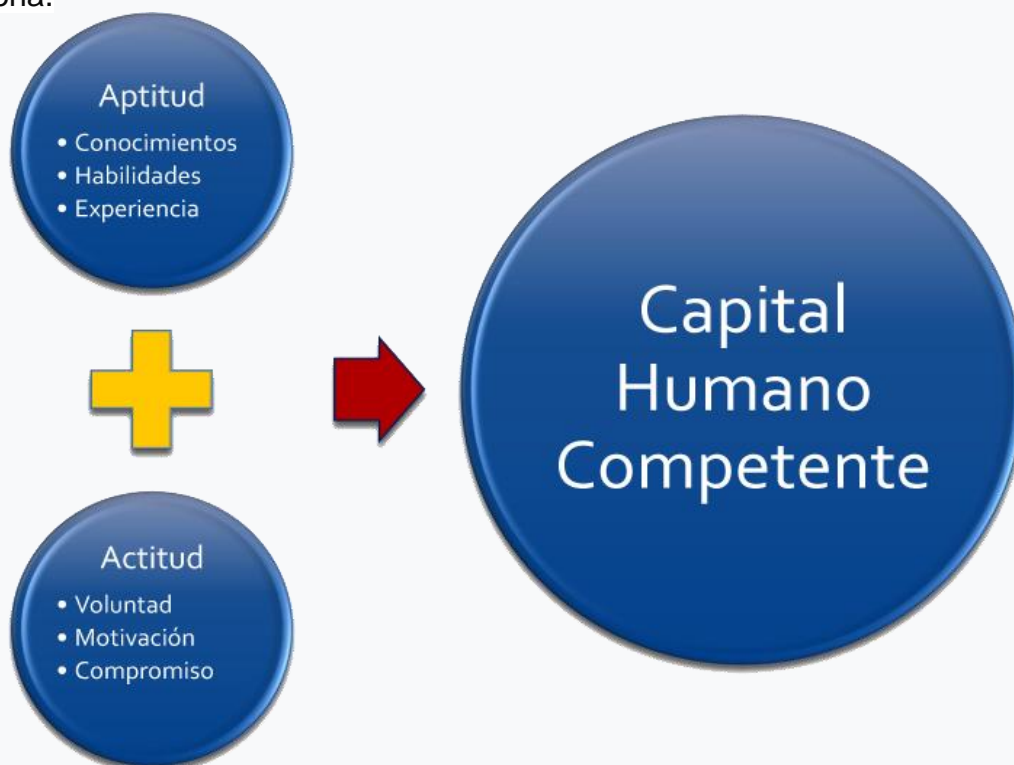 Aptitud
• Conocimientos
• Habilidades
• Experiencia
Actitud
• Voluntad
• Motivación
• Compromiso
Capital
Humano
Competente